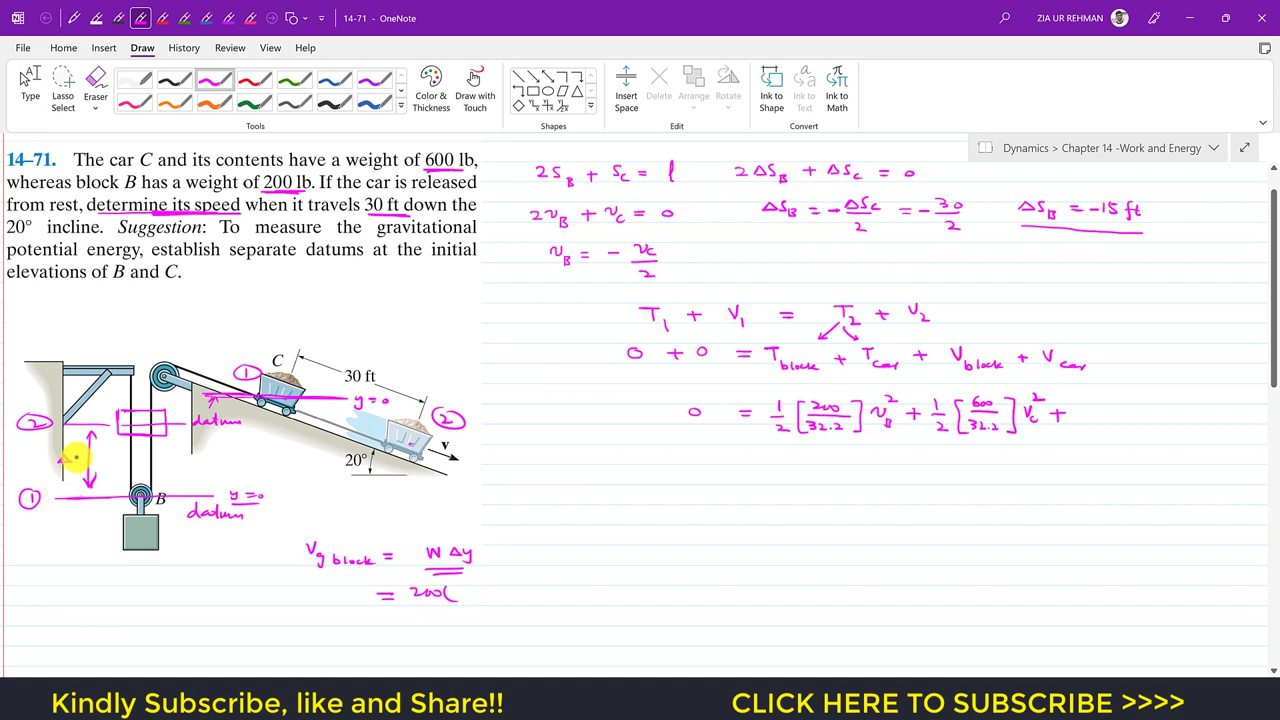 14-71 - OneNote
ZIA UR REHMAN
File Home Insert Draw History Review View Help
Type
Lasso Select
Eraser
Color & Thickness
Draw with Touch
Insert Space
Delete
Arrange
Rotate
Ink to Shape
Ink to Text
Ink to Math
Tools
Shapes
Edit
Convert
Dynamics > Chapter 14 -Work and Energy
14–71. The car C and its contents have a weight of 600 lb,
whereas block B has a weight of 200 lb. If the car is released
from rest, determine its speed when it travels 30 ft down the
20° incline. Suggestion: To measure the gravitational
potential energy, establish separate datums at the initial
elevations of B and C.
2S_B + S_C = l
2ΔS_B + ΔS_C = 0
2v_B + v_C = 0
ΔS_B = -ΔS_C/2 = -30/2
ΔS_B = -15 ft
v_B = - v_C/2
T_1 + V_1 = T_2 + V_2
0 + 0 = T_block + T_car + V_block + V_car
0 = 1/2 [200/32.2] v_B^2 + 1/2 [600/32.2] v_C^2 +
C
1
30 ft
y=0
2
datum
2
v
20°
1
B
y=0
datum
V_g block = W Δy
= 200(
Kindly Subscribe, like and Share!!
CLICK HERE TO SUBSCRIBE >>>>